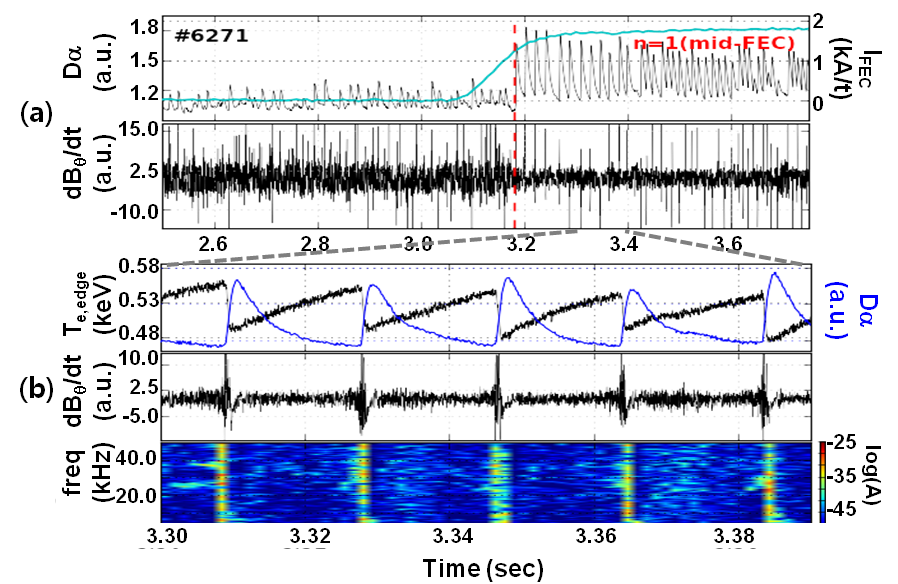 (a)
#6271
n=1(mid-FEC)
Dα
(a.u.)
1.8
1.5
1.2
2
1
0
I_FEC
(kA/t)
dB_θ/dt
(a.u.)
15.0
2.5
-10.0
2.6 2.8 3.0 3.2 3.4 3.6
(b)
T_e,edge
(keV)
0.58
0.53
0.48
Dα
(a.u.)
dB_θ/dt
(a.u.)
10.0
2.5
-5.0
freq
(kHz)
40.0
20.0
-25
-35
-45
log(A)
3.30 3.32 3.34 3.36 3.38
Time (sec)